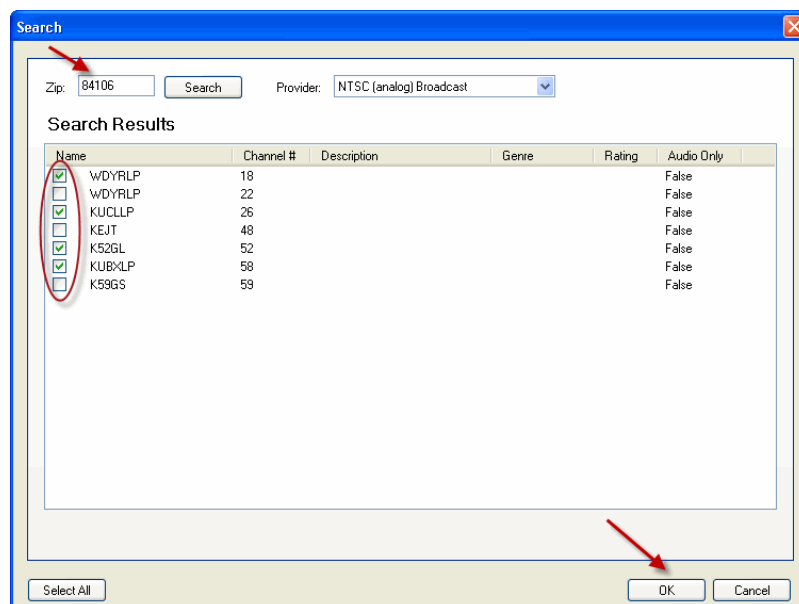 Search
Zip: 84106 Search Provider: NTSC (analog) Broadcast
Search Results
Name Channel # Description Genre Rating Audio Only
WDYRLP 18 False
WDYRLP 22 False
KUCLLP 26 False
KEJT 48 False
K52GL 52 False
KUBXLP 58 False
K59GS 59 False
Select All OK Cancel